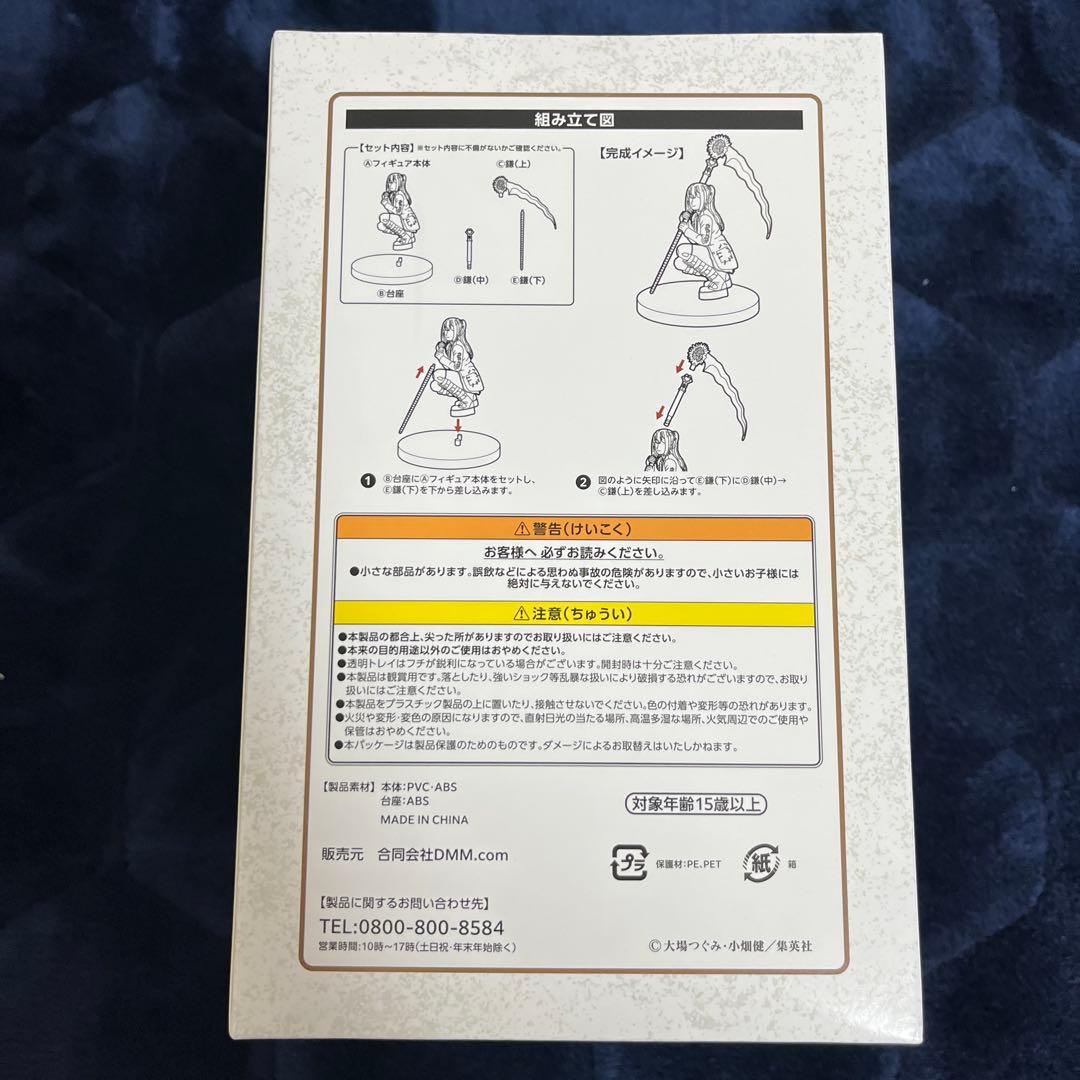 組み立て図
【セット内容】※セット内容に不備がないかご確認ください。
Ⓐフィギュア本体
Ⓒ鎌(上)
Ⓓ鎌(中)
Ⓔ鎌(下)
Ⓑ台座
【完成イメージ】
❶ Ⓑ台座にⒶフィギュア本体をセットし、
Ⓔ鎌(下)を下から差し込みます。
❷ 図のように矢印に沿ってⒺ鎌(下)にⒹ鎌(中)→
Ⓒ鎌(上)を差し込みます。
⚠警告(けいこく)
お客様へ 必ずお読みください。
●小さな部品があります。誤飲などによる思わぬ事故の危険がありますので、小さいお子様には
絶対に与えないでください。
⚠注意(ちゅうい)
●本製品の都合上、尖った所がありますのでお取り扱いにはご注意ください。
●本来の目的用途以外のご使用はおやめください。
●透明トレイはフチが鋭利になっている場合がございます。開封時は十分ご注意ください。
●本製品は観賞用です。落としたり、強いショック等乱暴な扱いにより破損する恐れがございますので、お取り
扱いにはご注意ください。
●本製品をプラスチック製品の上に置いたり、接触させないでください。色の付着や変形等の恐れがあります。
●火災や変形・変色の原因になりますので、直射日光の当たる場所、高温多湿な場所、火気周辺でのご使用や
保管はおやめください。
●本パッケージは製品保護のためのものです。ダメージによるお取替えはいたしかねます。
【製品素材】本体:PVC・ABS
台座:ABS
MADE IN CHINA
対象年齢15歳以上
販売元 合同会社DMM.com
プラ 保護材:PE、PET
紙 箱
【製品に関するお問い合わせ先】
TEL:0800-800-8584
営業時間:10時〜17時(土日祝・年末年始除く)
©大場つぐみ・小畑健／集英社